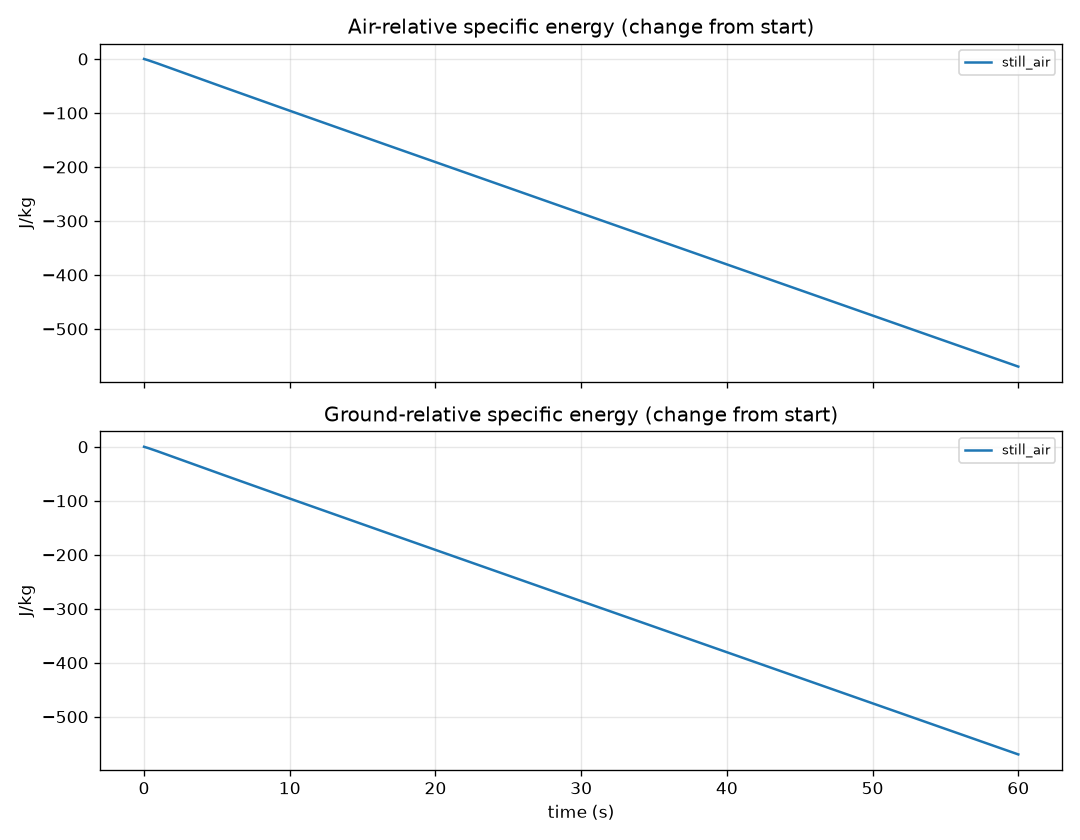 Air-relative specific energy (change from start)
still_air
0
−100
−200
−300
−400
−500
J/kg
Ground-relative specific energy (change from start)
still_air
0
−100
−200
−300
−400
−500
J/kg
0 10 20 30 40 50 60
time (s)